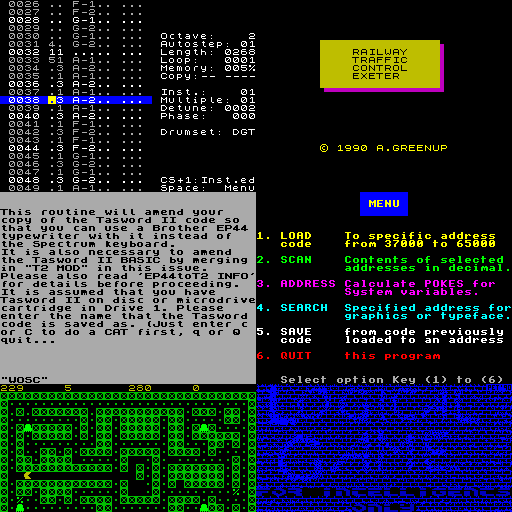 0026 .. F-1.. ... ...
0027 .. F-2.. ... ...
0028 .. G-1.. ... ...
0029 .. G-2.. ... ...
0030 .. G-1.. ... ...
0031 4. G-2.. ... ...
0032 11 ... ... ...
0033 51 A-1.. ... ...
0034 .3 A-2.. ... ...
0035 .1 A-1.. ... ...
0036 .3 A-2.. ... ...
0037 .1 A-1.. ... ...
0038 .3 A-2.. ... ...
0039 .1 A-1.. ... ...
0040 .3 A-2.. ... ...
0041 .1 A-1.. ... ...
0042 .3 A-2.. ... ...
0043 .1 F-1.. ... ...
0044 .3 F-2.. ... ...
0045 .1 G-1.. ... ...
0046 .3 G-2.. ... ...
0047 .1 G-1.. ... ...
0048 .3 G-2.. ... ...
0049 .1 A-1.. ... ...
Octave: 2
Autostep: 01
Length: 0268
Loop: 0001
Memory: 005%
Copy:-- ----
Inst.: 01
Multiple: 01
Detune: 0002
Phase: 000
Drumset: DGT
CS+1:Inst.ed
Space: Menu
RAILWAY
TRAFFIC
CONTROL
EXETER
© 1990 A.GREENUP
This routine will amend your
copy of the Tasword II code so
that you can use a Brother EP44
typewriter with it instead of
the Spectrum keyboard.
It is also necessary to amend
the Tasword II BASIC by merging
in "T2 MOD" in this issue.
Please also read 'EP44tOT2 INFO'
for details before proceeding.
It is assumed that you have
Tasword II on disc or microdrive
cartridge in Drive 1. Please
enter the name that the Tasword
code is saved as. (Just enter c
or C to do a CAT first, q or Q
quit...
"WOSC"
MENU
1. LOAD To specific address
code from 37000 to 65000
2. SCAN Contents of selected
addresses in decimal.
3. ADDRESS Calculate POKES for
System variables.
4. SEARCH Specified address for
graphics or typeface.
5. SAVE from code previously
code loaded to an address
6. QUIT this program
Select option Key (1) to (6)
229 5 280 0